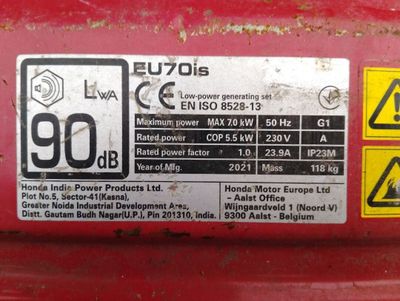 EU70is
LWA
CE Low-power generating set
EN ISO 8528-13
90dB
Maximum power MAX 7.0 kW 50 Hz G1
Rated power COP 5.5 kW 230 V A
Rated power factor 1.0 23.9A IP23M
Year of Mfg. 2021 Mass 118 kg
Honda India Power Products Ltd.
Plot No.5, Sector-41(Kasna),
Greater Noida Industrial Development Area,
Distt. Gautam Budh Nagar(U.P.) Pin 201310, india.
Honda Motor Europe Ltd
- Aalst Office
Wijngaardveld 1 (Noord V)
9300 Aalst - Belgium